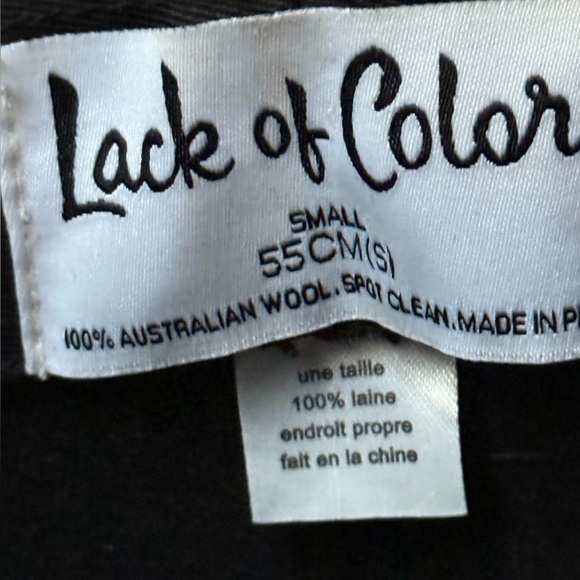 Lack of Color
SMALL
55CM(S)
100% AUSTRALIAN WOOL. SPOT CLEAN. MADE IN
une taille
100% laine
endroit propre
fait en la chine